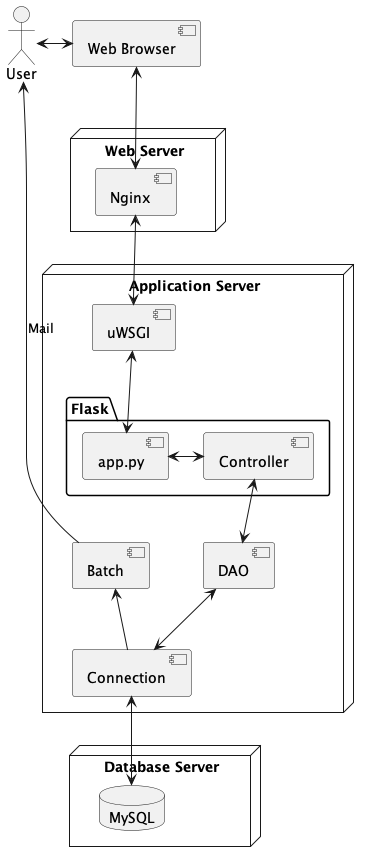 User
Web Browser
Web Server
Nginx
Application Server
uWSGI
Mail
Flask
app.py
Controller
Batch
DAO
Connection
Database Server
MySQL